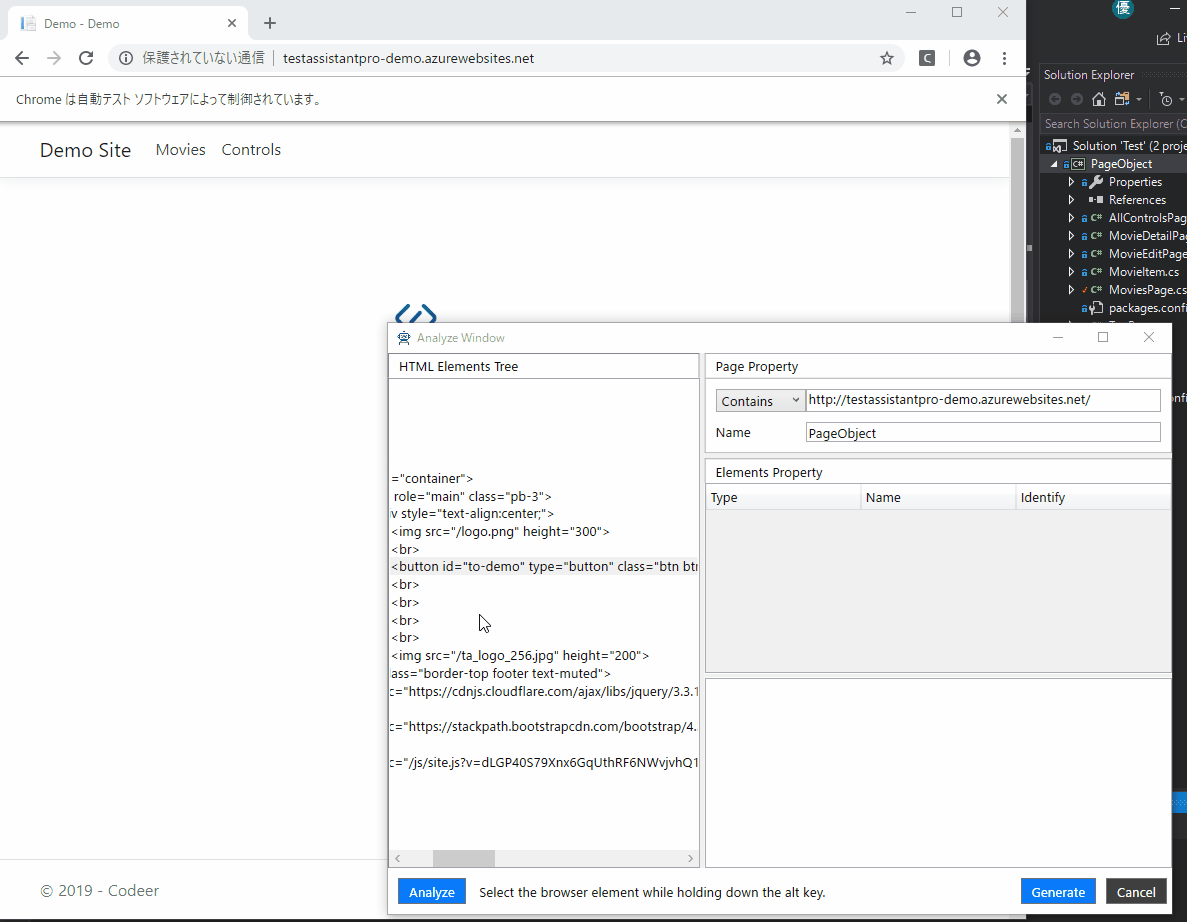 Demo - Demo
保護されていない通信
testassistantpro-demo.azurewebsites.net
C
Chrome は自動テスト ソフトウェアによって制御されています。
Demo Site
Movies
Controls
© 2019 - Codeer
優
Solution Explorer
Search Solution Explorer (C
Solution 'Test' (2 proje
C# PageObject
Properties
References
C# AllControlsPag
C# MovieDetailPag
C# MovieEditPage
C# MovieItem.cs
C# MoviesPage.cs
packages.confi
Analyze Window
HTML Elements Tree
="container">
role="main" class="pb-3">
v style="text-align:center;">
<img src="/logo.png" height="300">
<br>
<button id="to-demo" type="button" class="btn btn
<br>
<br>
<br>
<br>
<img src="/ta_logo_256.jpg" height="200">
lass="border-top footer text-muted">
c="https://cdnjs.cloudflare.com/ajax/libs/jquery/3.3.1
c="https://stackpath.bootstrapcdn.com/bootstrap/4.
c="/js/site.js?v=dLGP40S79Xnx6GqUthRF6NWvjvhQ1
Page Property
Contains
http://testassistantpro-demo.azurewebsites.net/
Name
PageObject
Elements Property
Type
Name
Identify
Analyze
Select the browser element while holding down the alt key.
Generate
Cancel